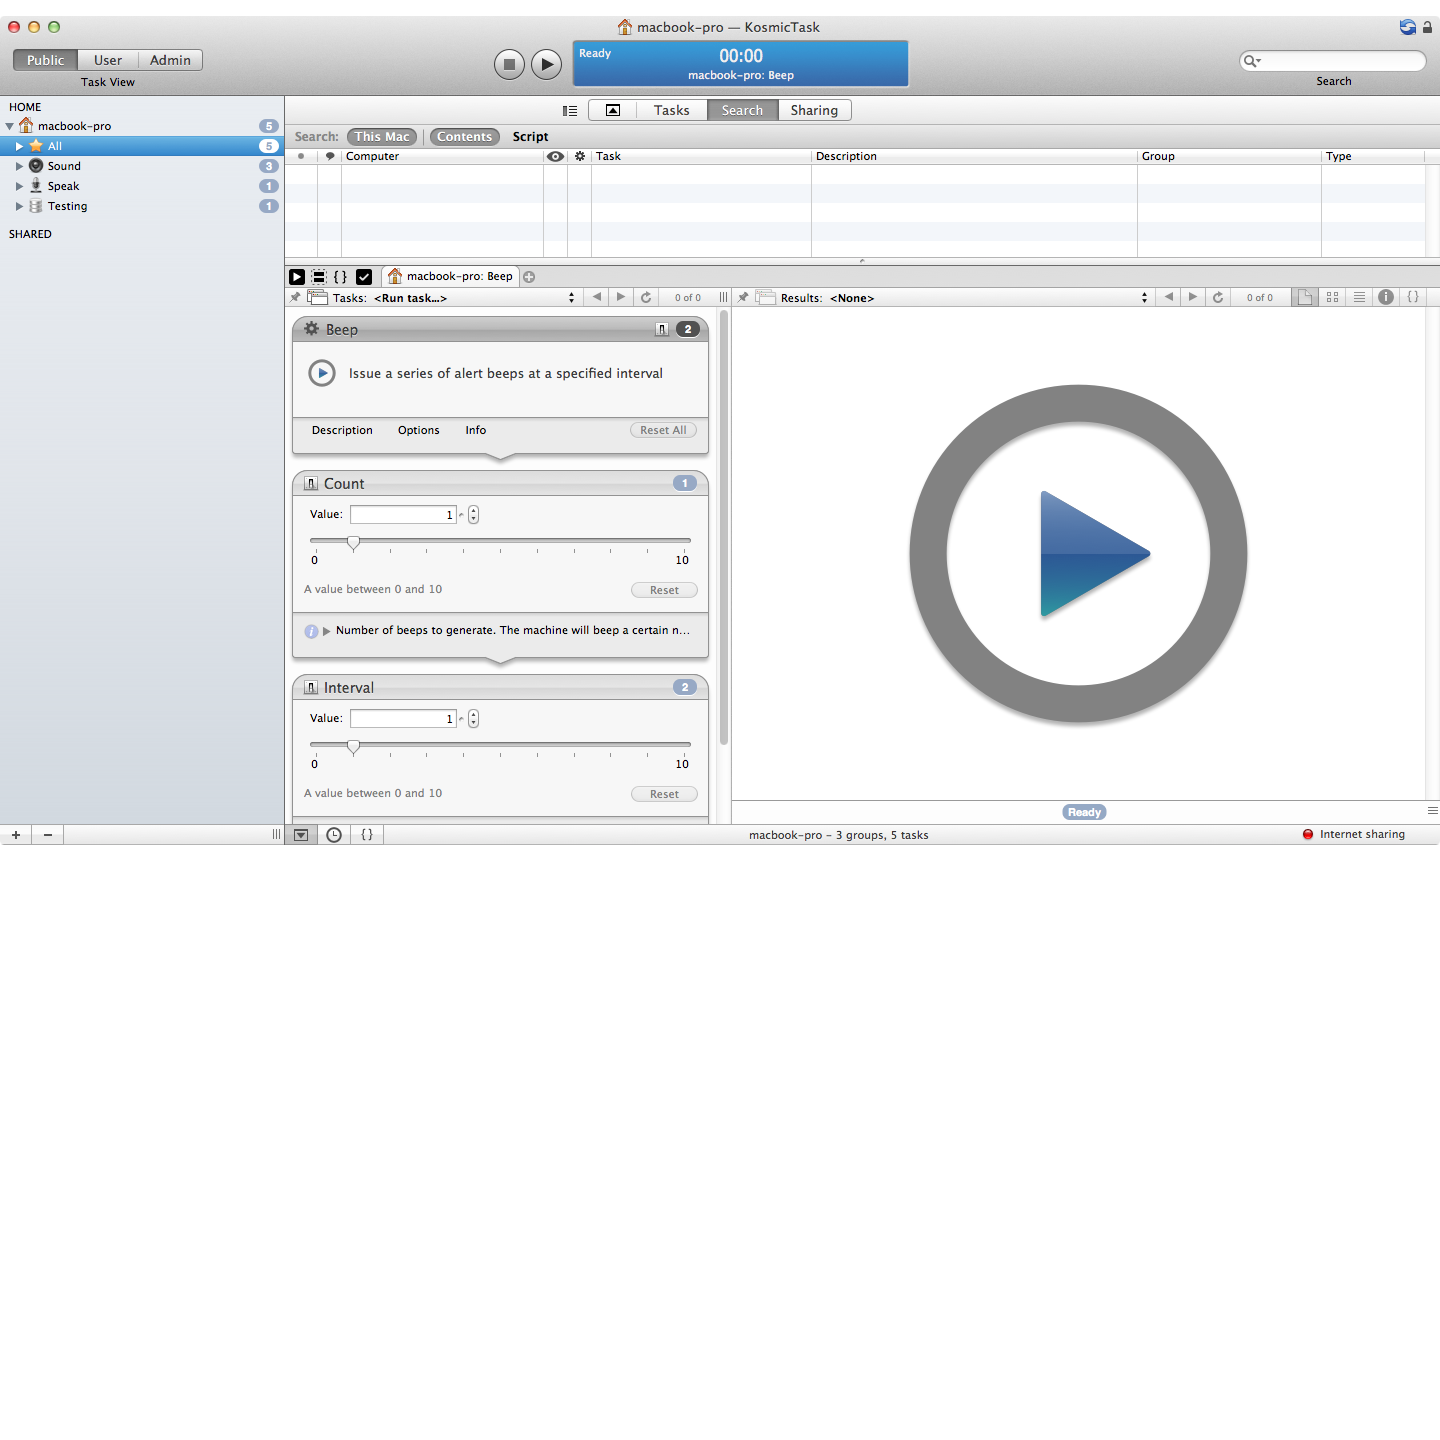 macbook-pro — KosmicTask
Public User Admin
Task View
Ready
00:00
macbook-pro: Beep
Search
HOME
macbook-pro 5
All 5
Sound 3
Speak 1
Testing 1
SHARED
Tasks Search Sharing
Search: This Mac Contents Script
Computer Task Description Group Type
macbook-pro: Beep
Tasks: <Run task...> 0 of 0
Results: <None> 0 of 0
Beep 2
Issue a series of alert beeps at a specified interval
Description Options Info Reset All
Count 1
Value: 1
0 10
A value between 0 and 10 Reset
Number of beeps to generate. The machine will beep a certain n...
Interval 2
Value: 1
0 10
A value between 0 and 10 Reset
Ready
macbook-pro - 3 groups, 5 tasks
Internet sharing